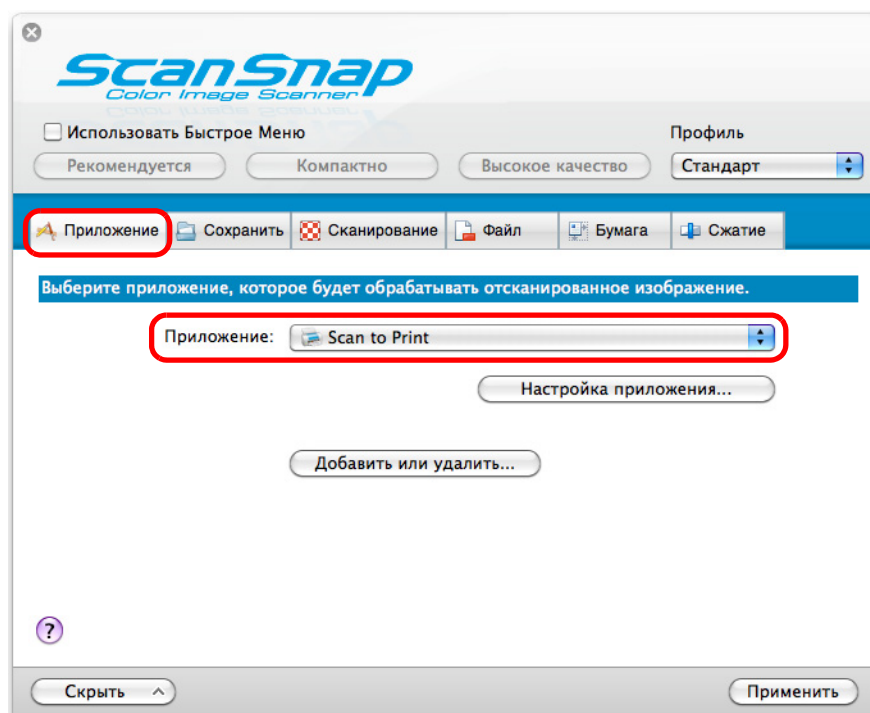 ScanSnap
Color Image Scanner
Использовать Быстрое Меню
Профиль
Рекомендуется Компактно Высокое качество Стандарт
Приложение Сохранить Сканирование Файл Бумага Сжатие
Выберите приложение, которое будет обрабатывать отсканированное изображение.
Приложение: Scan to Print
Настройка приложения...
Добавить или удалить...
?
Скрыть Применить